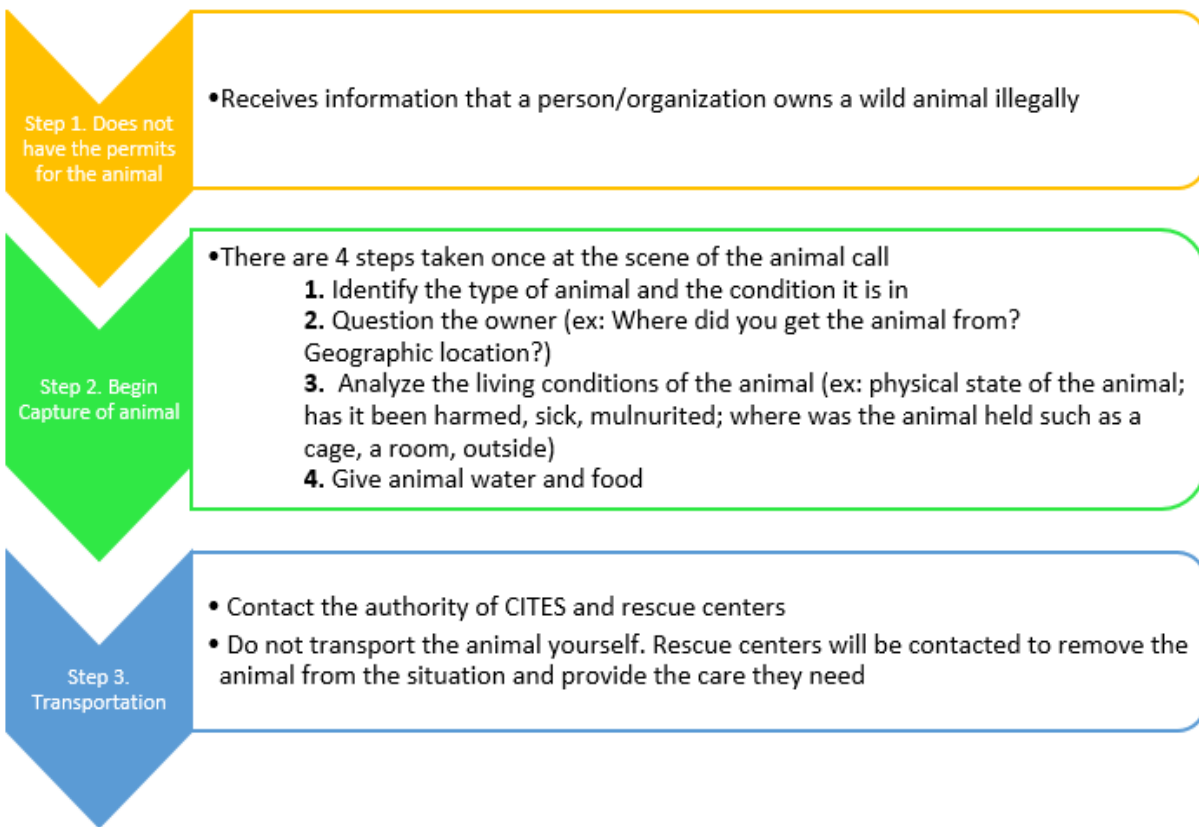 Step 1. Does not
have the permits
for the animal
•Receives information that a person/organization owns a wild animal illegally
Step 2. Begin
Capture of animal
•There are 4 steps taken once at the scene of the animal call
1. Identify the type of animal and the condition it is in
2. Question the owner (ex: Where did you get the animal from?
Geographic location?)
3. Analyze the living conditions of the animal (ex: physical state of the animal;
has it been harmed, sick, mulnurited; where was the animal held such as a
cage, a room, outside)
4. Give animal water and food
Step 3.
Transportation
• Contact the authority of CITES and rescue centers
• Do not transport the animal yourself. Rescue centers will be contacted to remove the
animal from the situation and provide the care they need